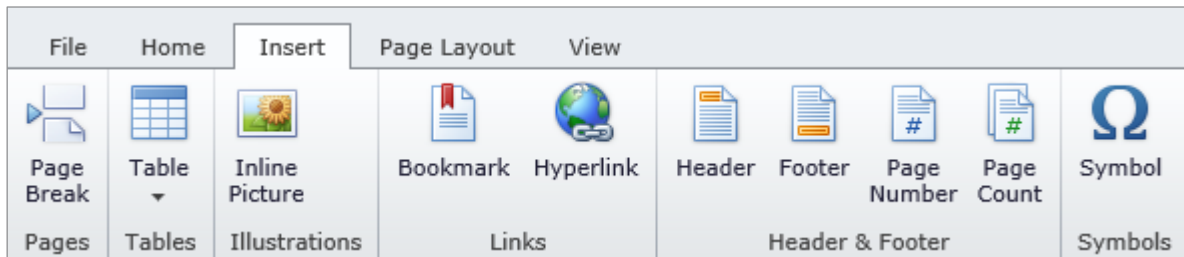 File Home Insert Page Layout View
Page Break Table Inline Picture Bookmark Hyperlink Header Footer Page Number Page Count Symbol
Pages Tables Illustrations Links Header & Footer Symbols